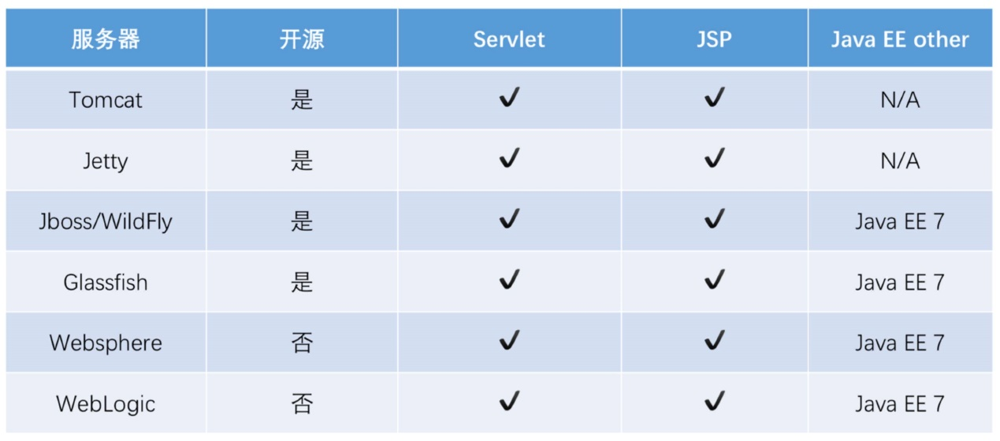 服务器 开源 Servlet JSP Java EE other
Tomcat 是 ✔ ✔ N/A
Jetty 是 ✔ ✔ N/A
Jboss/WildFly 是 ✔ ✔ Java EE 7
Glassfish 是 ✔ ✔ Java EE 7
Websphere 否 ✔ ✔ Java EE 7
WebLogic 否 ✔ ✔ Java EE 7